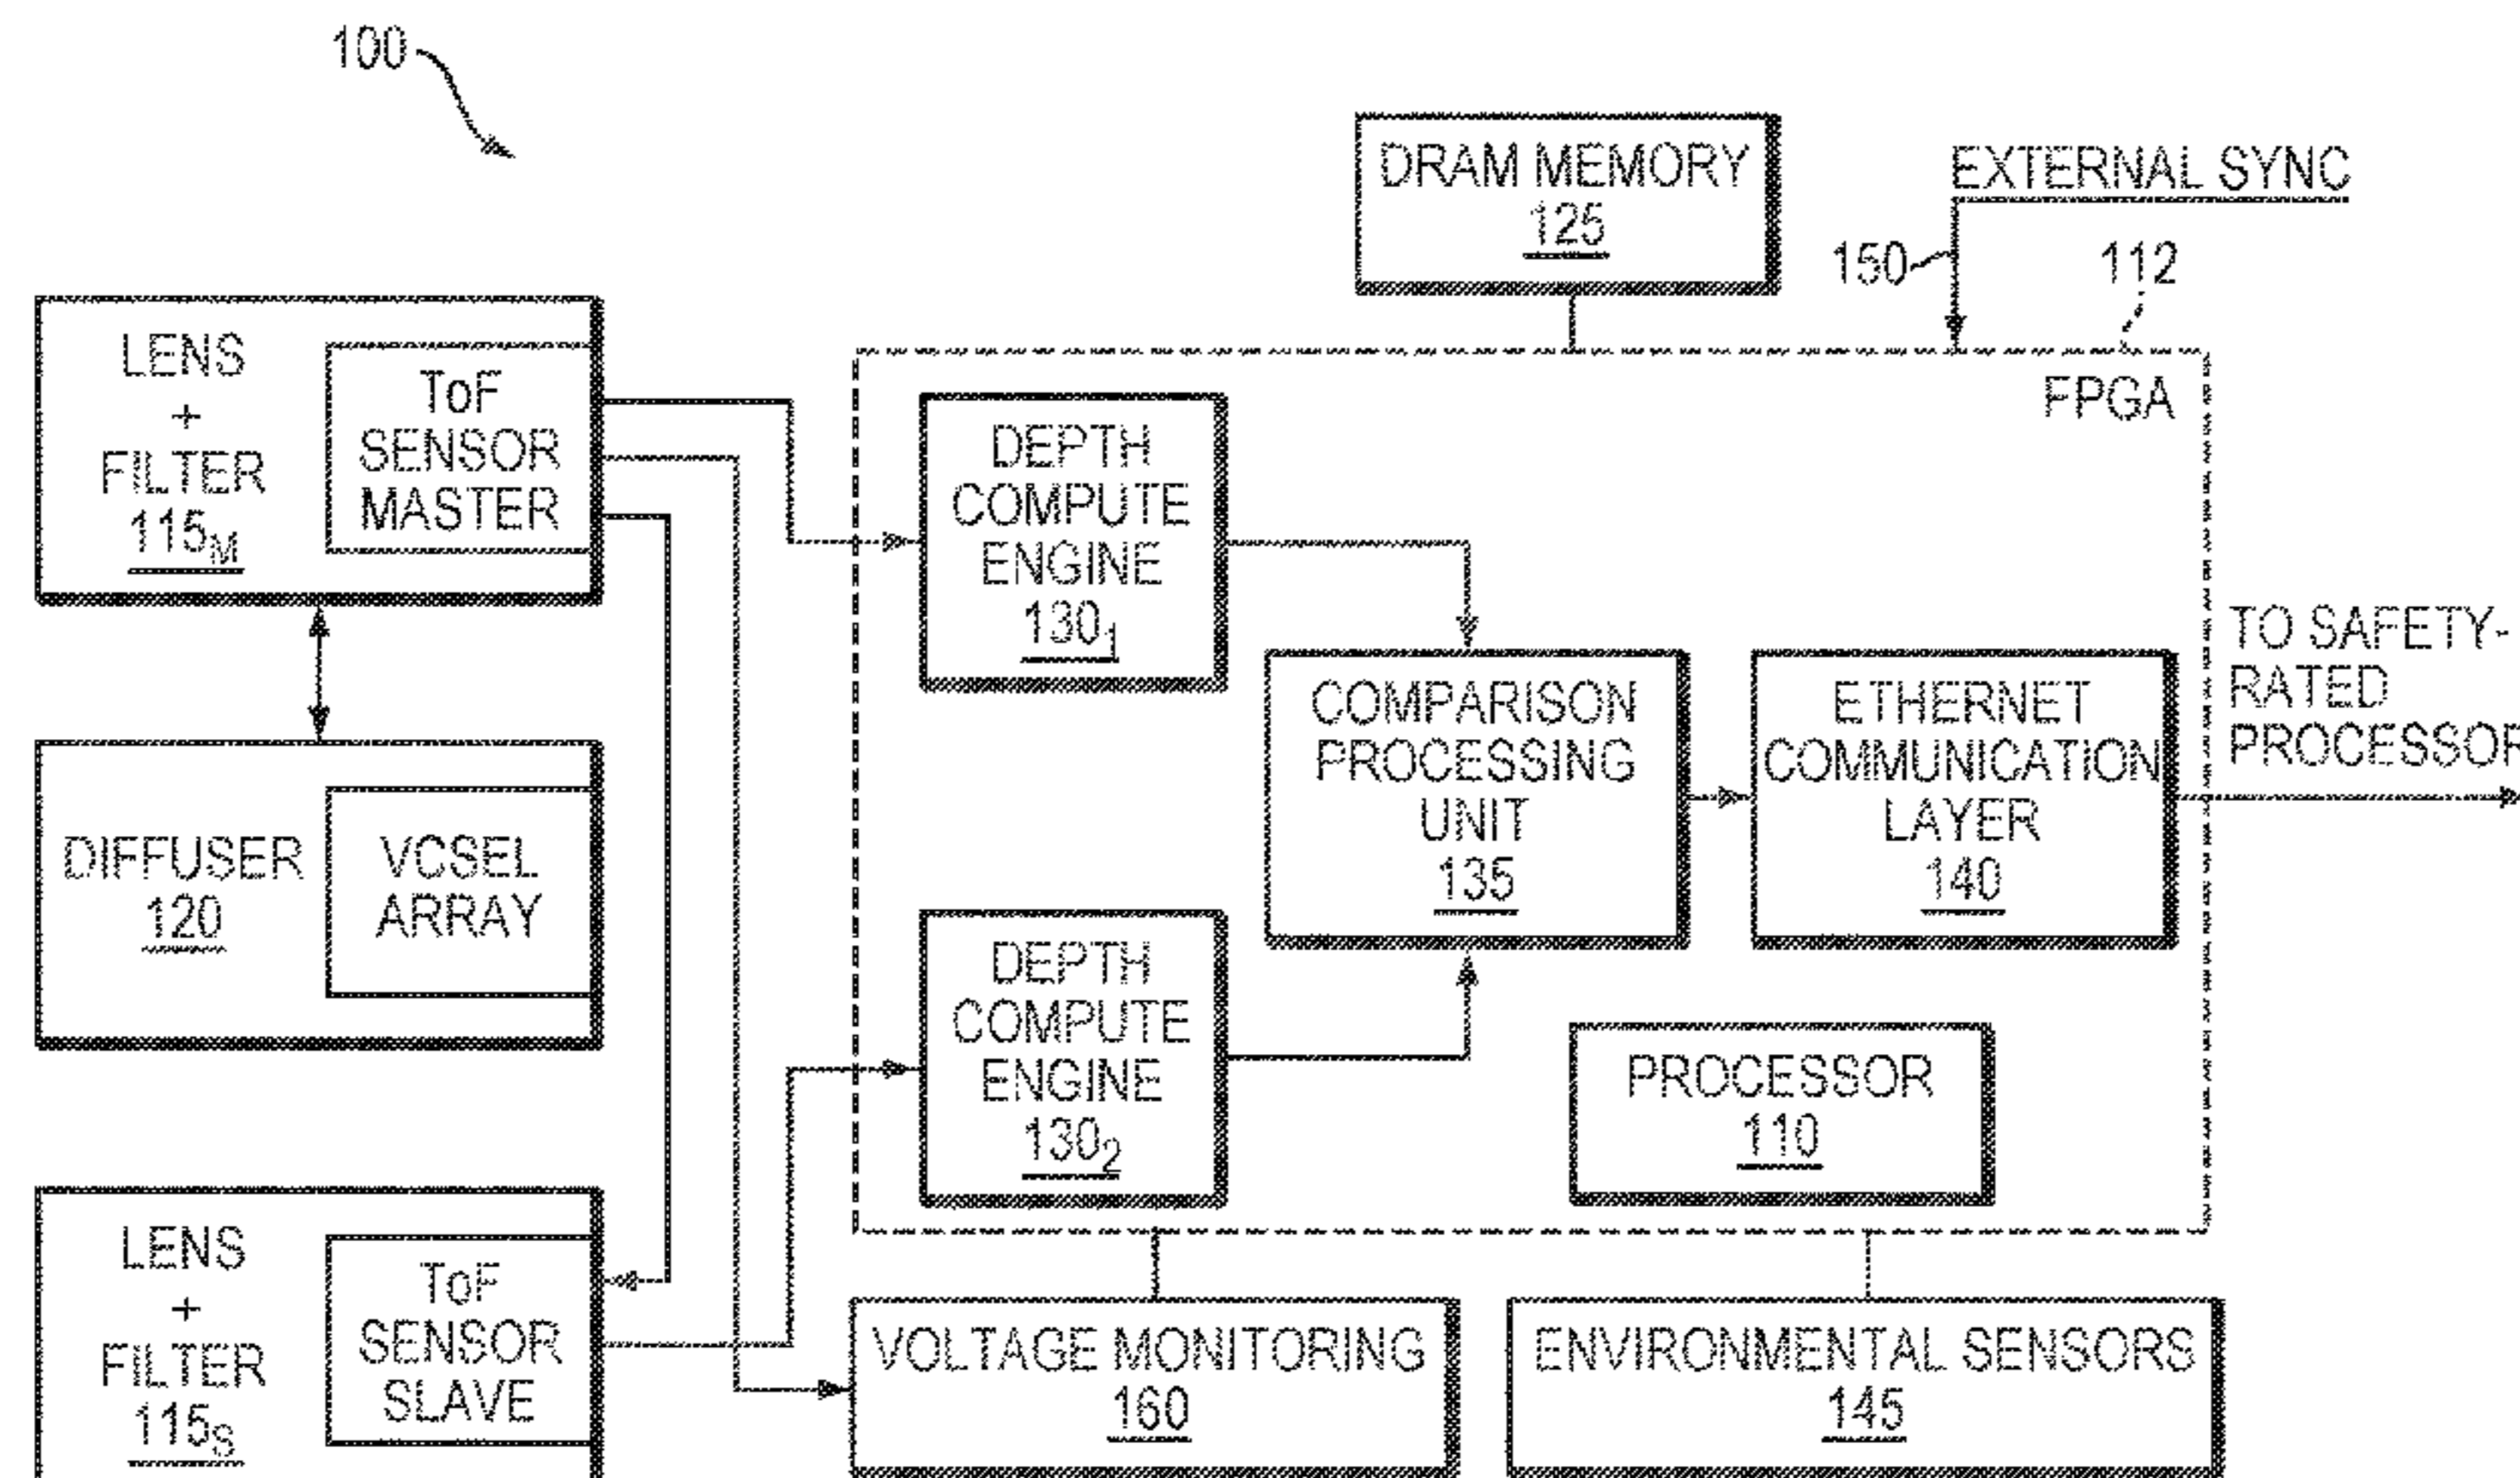 100
DRAM MEMORY
125
EXTERNAL SYNC
150
112
LENS
+
FILTER
115M
ToF
SENSOR
MASTER
FPGA
DEPTH
COMPUTE
ENGINE
1301
TO SAFETY-
RATED
PROCESSOR
COMPARISON
PROCESSING
UNIT
135
ETHERNET
COMMUNICATION
LAYER
140
DIFFUSER
120
VCSEL
ARRAY
DEPTH
COMPUTE
ENGINE
1302
PROCESSOR
110
LENS
+
FILTER
115S
ToF
SENSOR
SLAVE
VOLTAGE MONITORING
160
ENVIRONMENTAL SENSORS
145